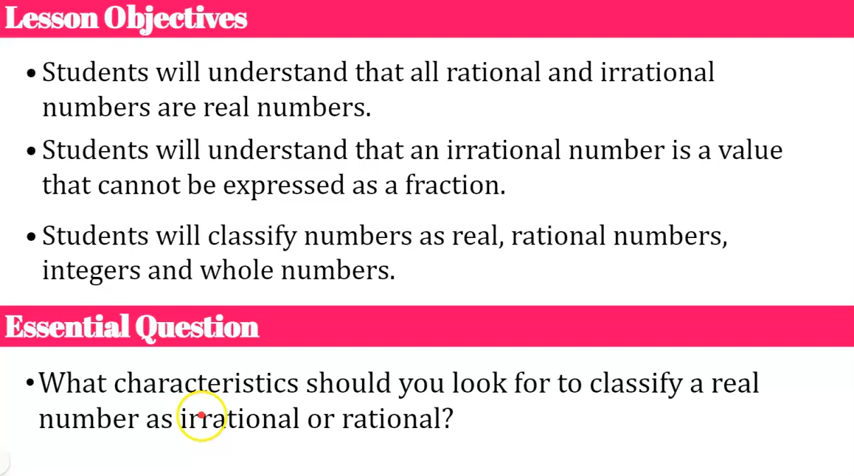 Lesson Objectives
• Students will understand that all rational and irrational
numbers are real numbers.
• Students will understand that an irrational number is a value
that cannot be expressed as a fraction.
• Students will classify numbers as real, rational numbers,
integers and whole numbers.
Essential Question
• What characteristics should you look for to classify a real
number as irrational or rational?